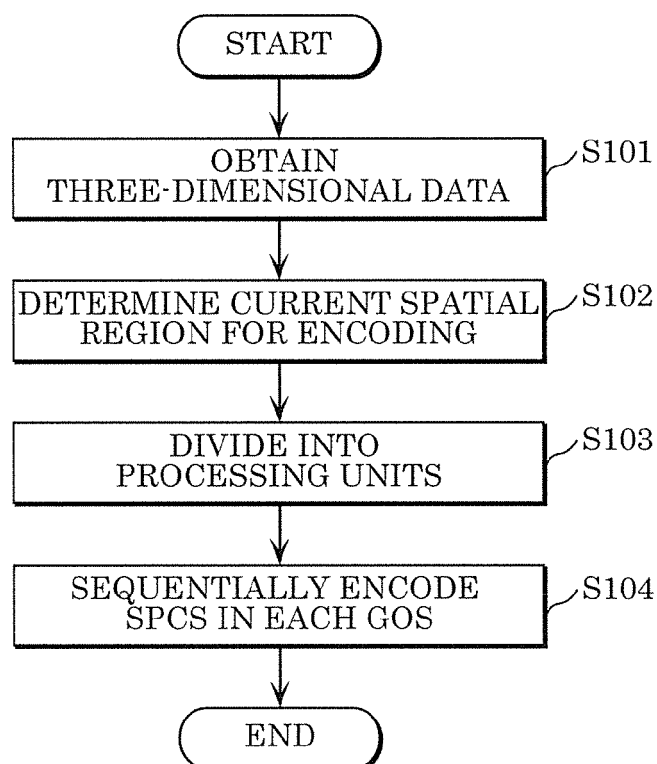 START
OBTAIN
THREE-DIMENSIONAL DATA
S101
DETERMINE CURRENT SPATIAL
REGION FOR ENCODING
S102
DIVIDE INTO
PROCESSING UNITS
S103
SEQUENTIALLY ENCODE
SPCS IN EACH GOS
S104
END